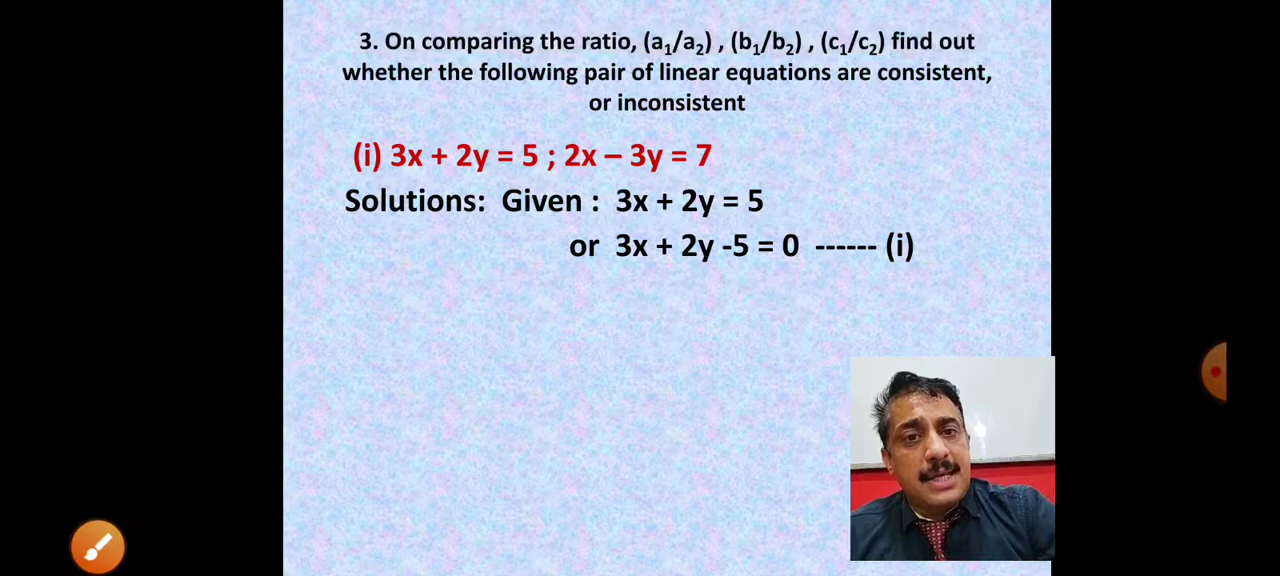 3. On comparing the ratio, (a₁/a₂) , (b₁/b₂) , (c₁/c₂) find out
whether the following pair of linear equations are consistent,
or inconsistent
(i) 3x + 2y = 5 ; 2x – 3y = 7
Solutions: Given : 3x + 2y = 5
or 3x + 2y -5 = 0 ------ (i)